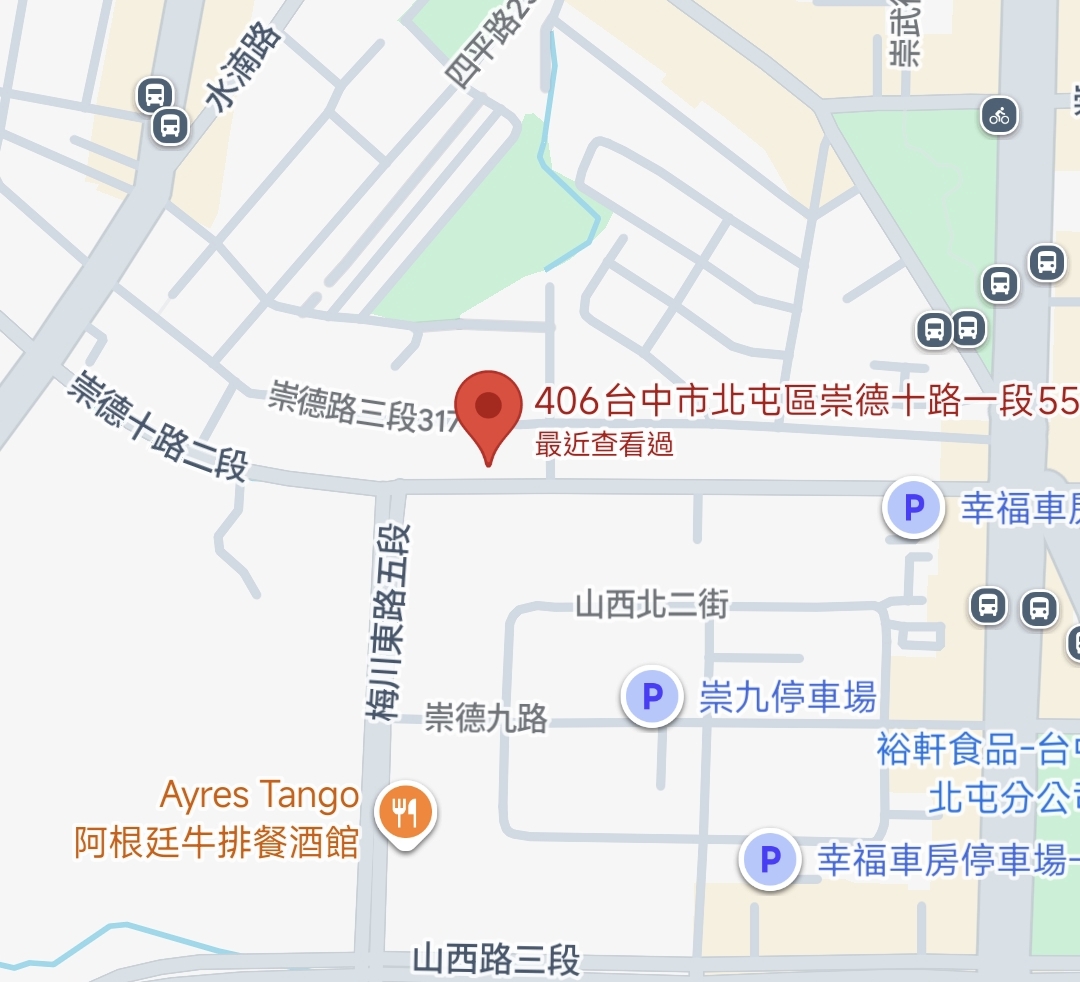 四平路2
崇武
水湳路
406台中市北屯區崇德十路一段55
最近查看過
崇德路三段317
崇德十路二段
幸福車房
梅川東路五段
山西北二街
崇九停車場
崇德九路
裕軒食品-台中
北屯分公司
Ayres Tango
阿根廷牛排餐酒館
幸福車房停車場-
山西路三段
P
P
P